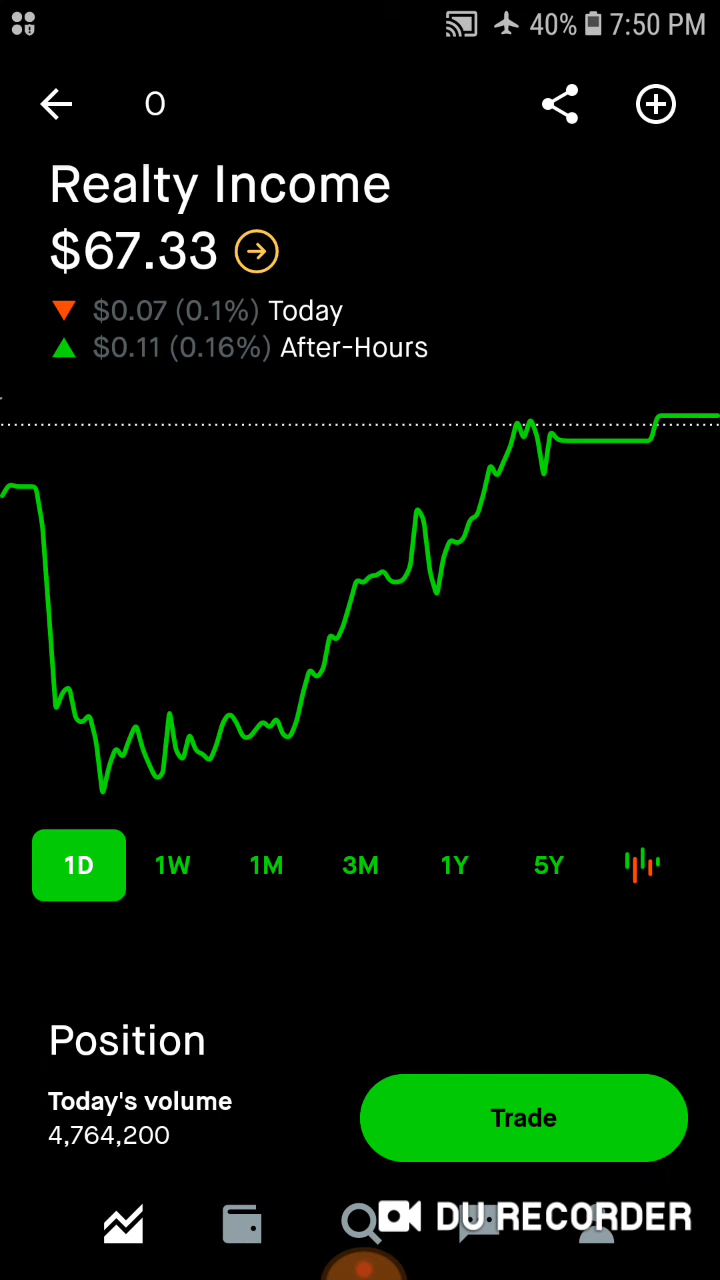 40% 7:50 PM
O
Realty Income
$67.33
$0.07 (0.1%) Today
$0.11 (0.16%) After-Hours
1D 1W 1M 3M 1Y 5Y
Position
Today's volume
4,764,200
Trade
DU RECORDER